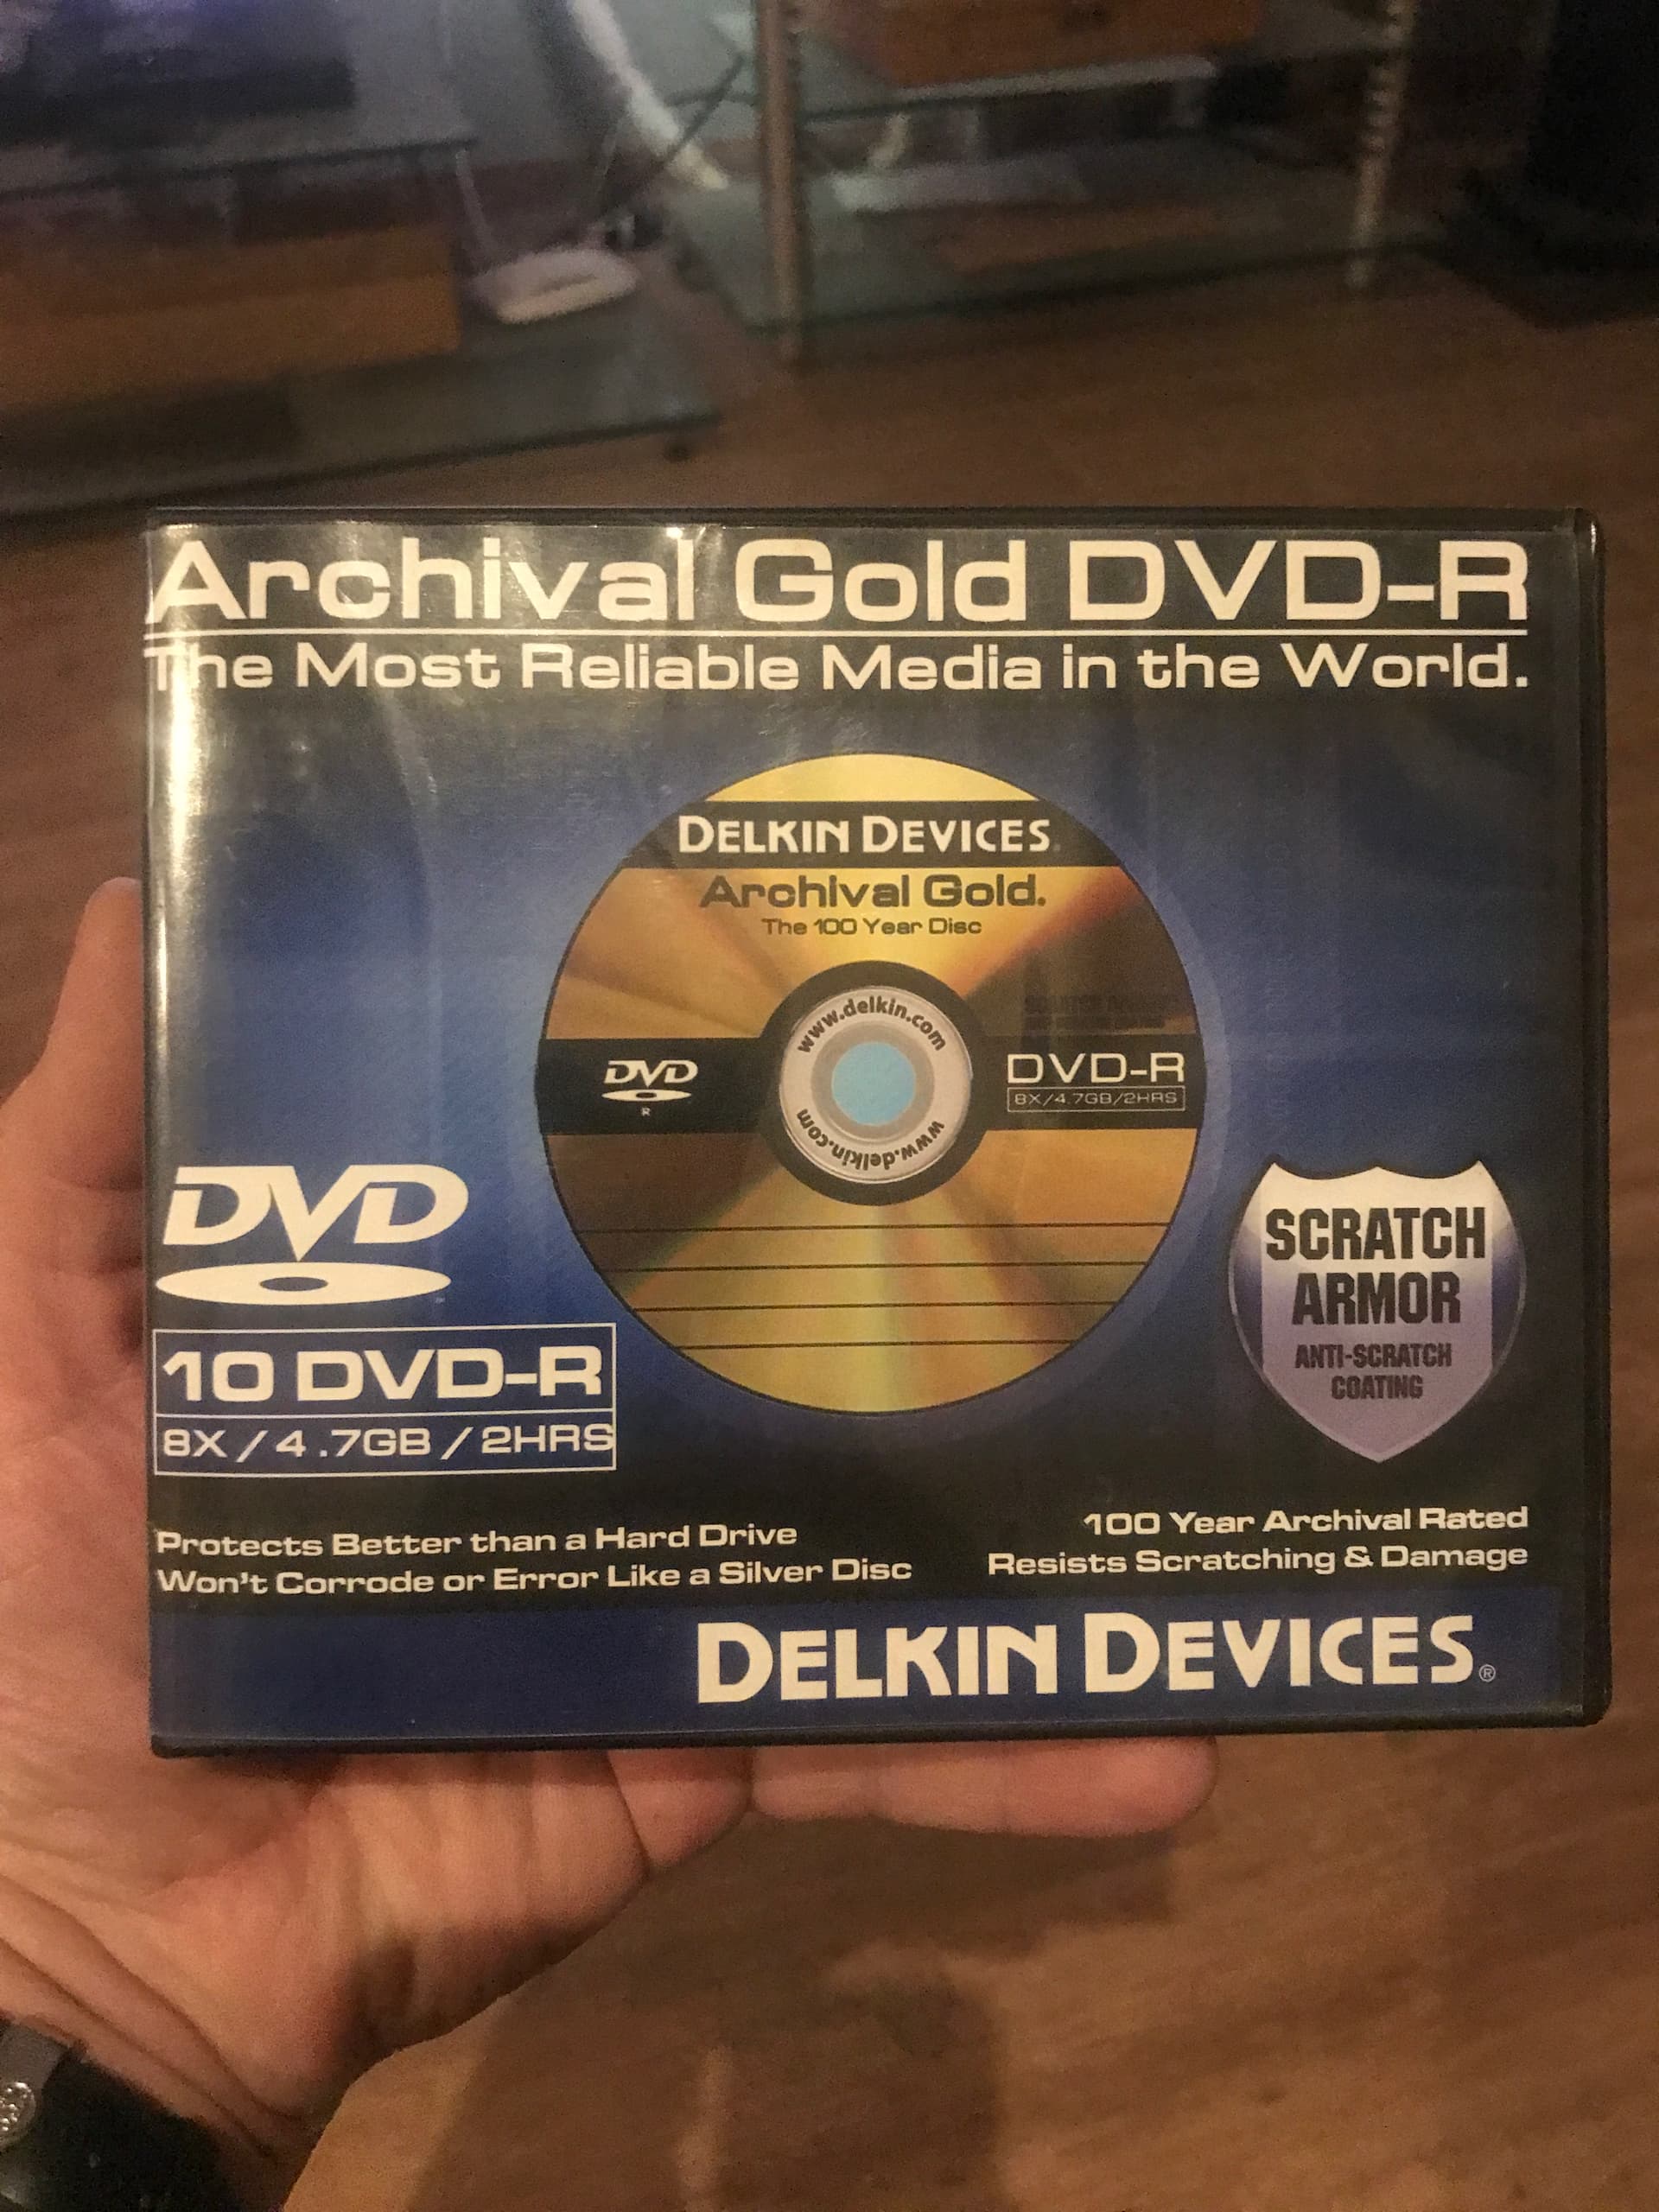 Archival Gold DVD-R
The Most Reliable Media in the World.
DELKIN DEVICES
Archival Gold.
The 100 Year Disc
www.delkin.com
DVD
R
DVD-R
8X/4.7GB/2HRS
www.delkin.com
DVD
10 DVD-R
8X / 4.7GB / 2HRS
SCRATCH
ARMOR
ANTI-SCRATCH
COATING
Protects Better than a Hard Drive
Won't Corrode or Error Like a Silver Disc
100 Year Archival Rated
Resists Scratching & Damage
DELKIN DEVICES®